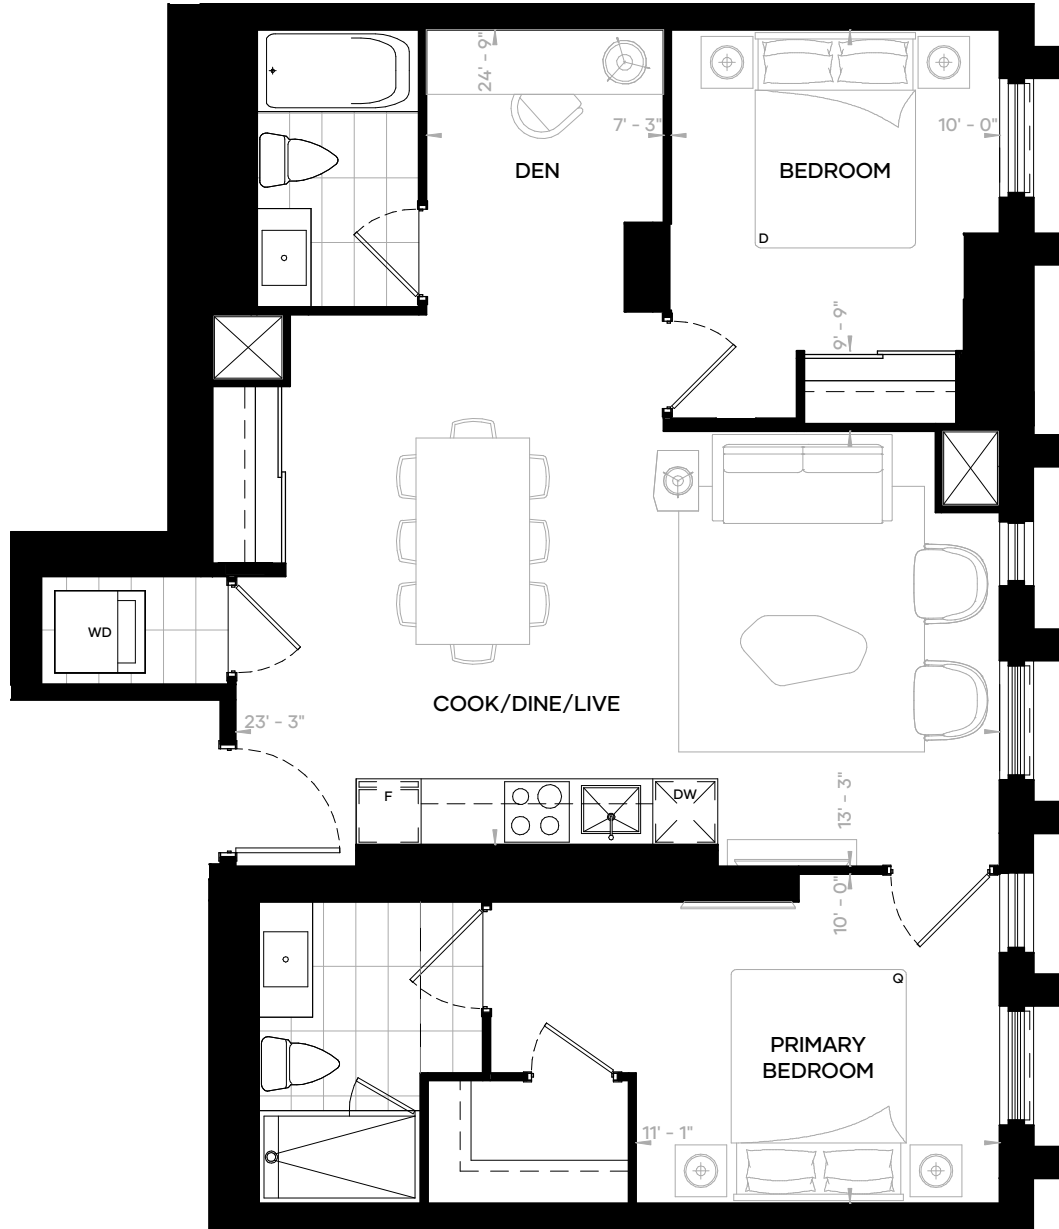 24' - 9"
7' - 3"
10' - 0"
DEN
BEDROOM
D
9' - 9"
WD
COOK/DINE/LIVE
23' - 3"
F
DW
13' - 3"
10' - 0"
Q
PRIMARY
BEDROOM
11' - 1"